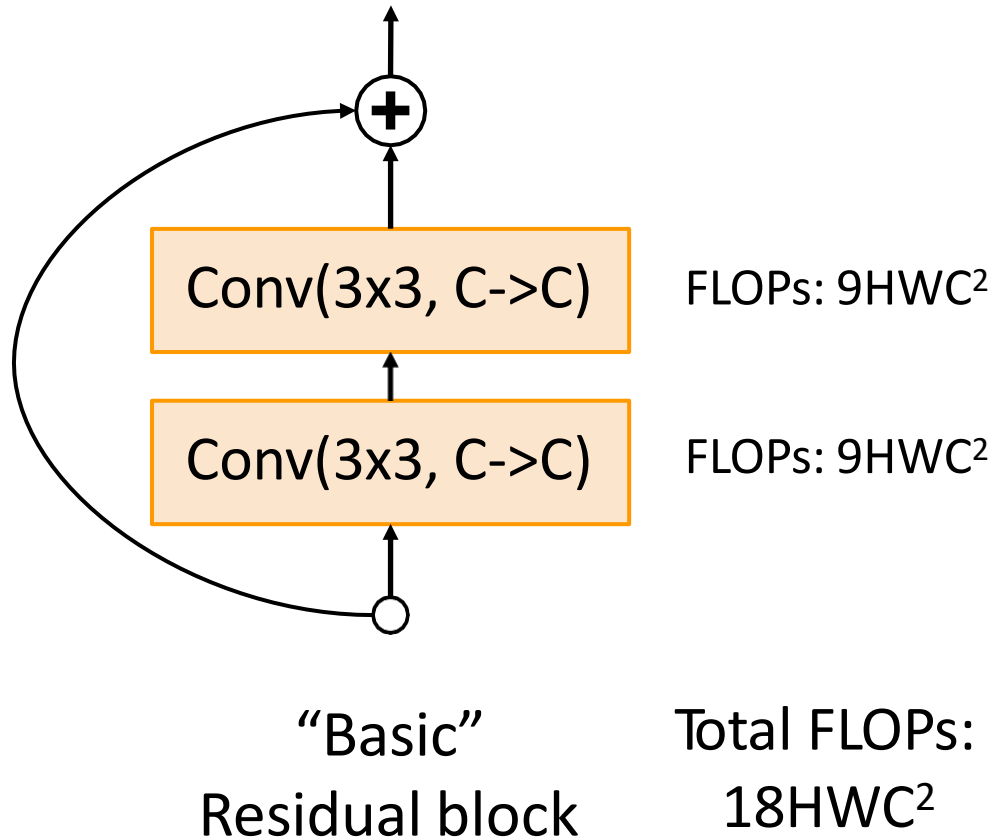 Conv(3x3, C->C)
FLOPs: 9HWC²
Conv(3x3, C->C)
FLOPs: 9HWC²
“Basic”
Residual block
Total FLOPs:
18HWC²